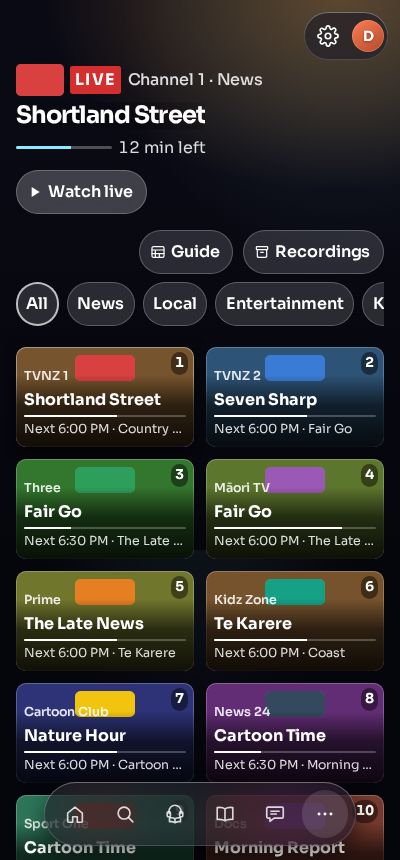 D
LIVE Channel 1 · News
Shortland Street
12 min left
Watch live
Guide Recordings
All News Local Entertainment K
1
TVNZ 1
Shortland Street
Next 6:00 PM · Country ...
2
TVNZ 2
Seven Sharp
Next 6:00 PM · Fair Go
3
Three
Fair Go
Next 6:30 PM · The Late ...
4
Māori TV
Fair Go
Next 6:00 PM · The Late ...
5
Prime
The Late News
Next 6:00 PM · Te Karere
6
Kidz Zone
Te Karere
Next 6:00 PM · Coast
7
Cartoon Club
Nature Hour
Next 6:00 PM · Cartoon ...
8
News 24
Cartoon Time
Next 6:30 PM · Morning ...
Sport One
Cartoon Time
10
Docs
Morning Report